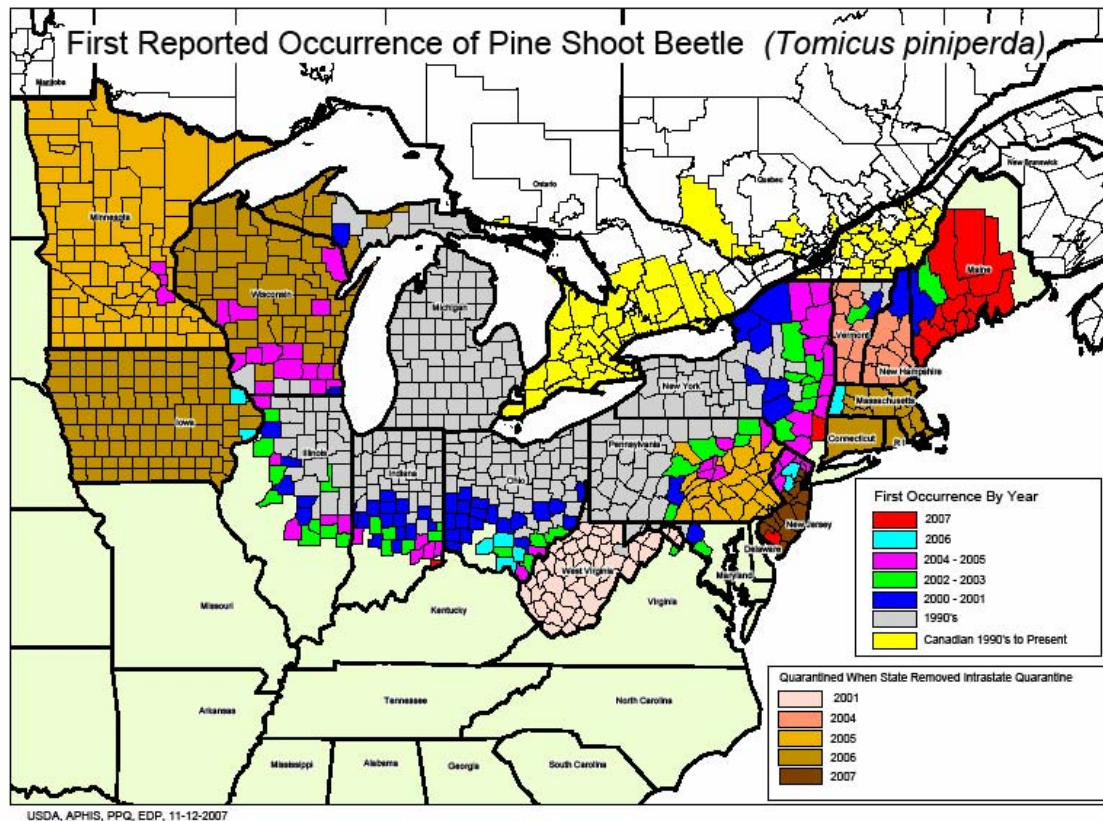 First Reported Occurrence of Pine Shoot Beetle (Tomicus piniperda)
Manitoba
Ontario
Quebec
New Brunswick
Minnesota
Wisconsin
Michigan
Maine
Vermont
New Hampshire
New York
Massachusetts
Connecticut
R I
Iowa
Illinois
Indiana
Ohio
Pennsylvania
New Jersey
Delaware
Maryland
West Virginia
Virginia
Missouri
Kentucky
Arkansas
Tennessee
North Carolina
Mississippi
Alabama
Georgia
South Carolina
First Occurrence By Year
2007
2006
2004 - 2005
2002 - 2003
2000 - 2001
1990's
Canadian 1990's to Present
Quarantined When State Removed Intrastate Quarantine
2001
2004
2005
2006
2007
USDA, APHIS, PPQ, EDP, 11-12-2007